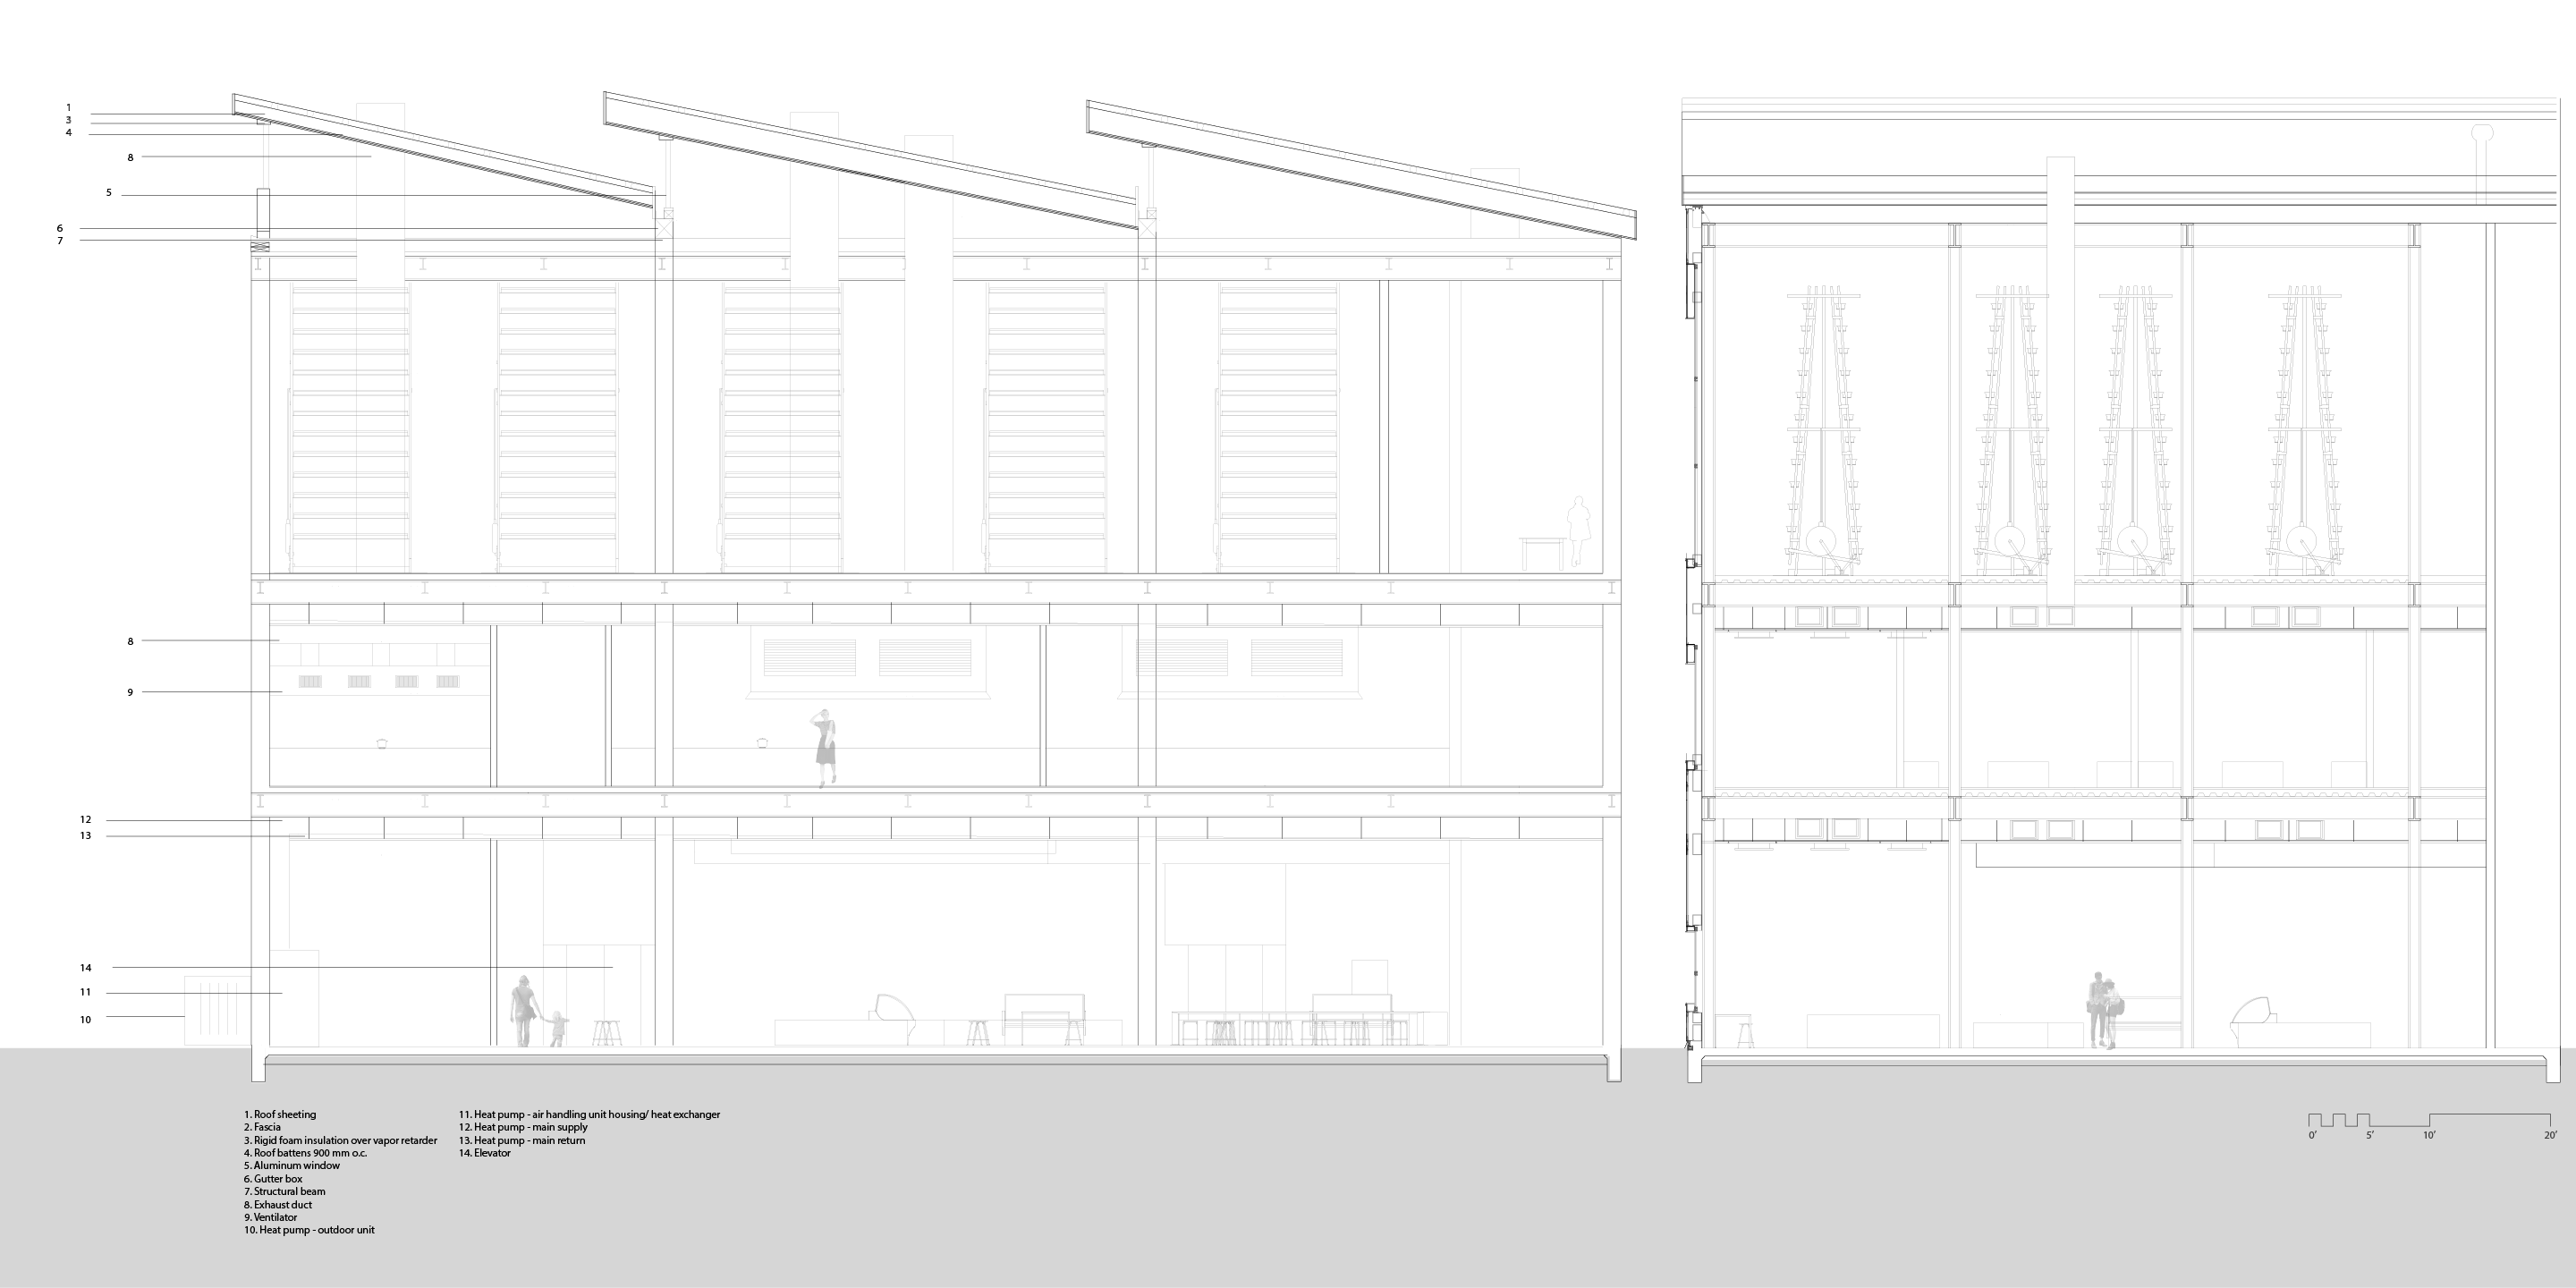 1
3
4
8
5
6
7
8
9
12
13
14
11
10
1. Roof sheeting
2. Fascia
3. Rigid foam insulation over vapor retarder
4. Roof battens 900 mm o.c.
5. Aluminum window
6. Gutter box
7. Structural beam
8. Exhaust duct
9. Ventilator
10. Heat pump - outdoor unit
11. Heat pump - air handling unit housing/ heat exchanger
12. Heat pump - main supply
13. Heat pump - main return
14. Elevator
0' 5' 10' 20'